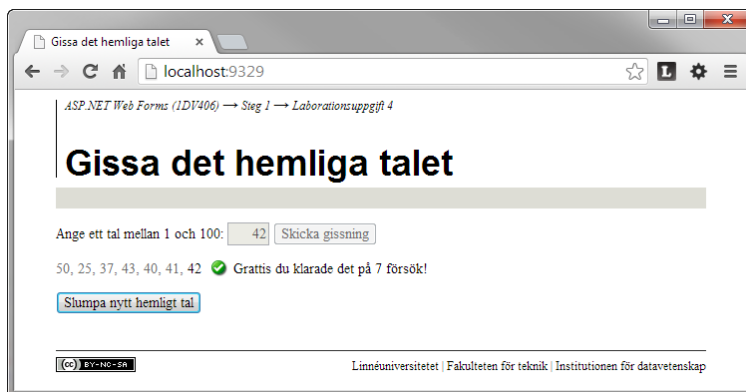 Gissa det hemliga talet
localhost:9329
ASP.NET Web Forms (1DV406) → Steg 1 → Laborationsuppgift 4
Gissa det hemliga talet
Ange ett tal mellan 1 och 100: 42 Skicka gissning
50, 25, 37, 43, 40, 41, 42 Grattis du klarade det på 7 försök!
Slumpa nytt hemligt tal
(cc) BY-NC-SA Linnéuniversitetet | Fakulteten för teknik | Institutionen för datavetenskap